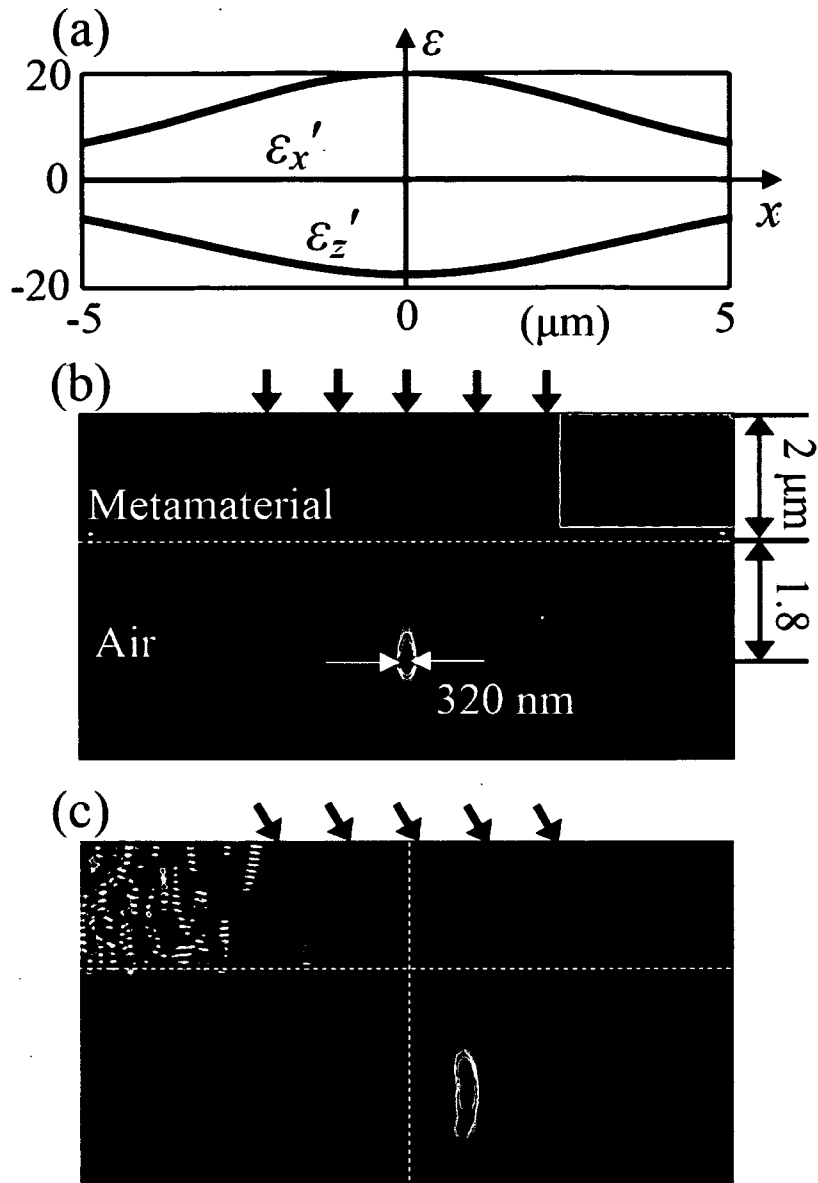 (a)
ε
20
εx′
0
x
εz′
-20
-5
0
(μm)
5
(b)
Metamaterial
2 μm
Air
1.8
320 nm
(c)